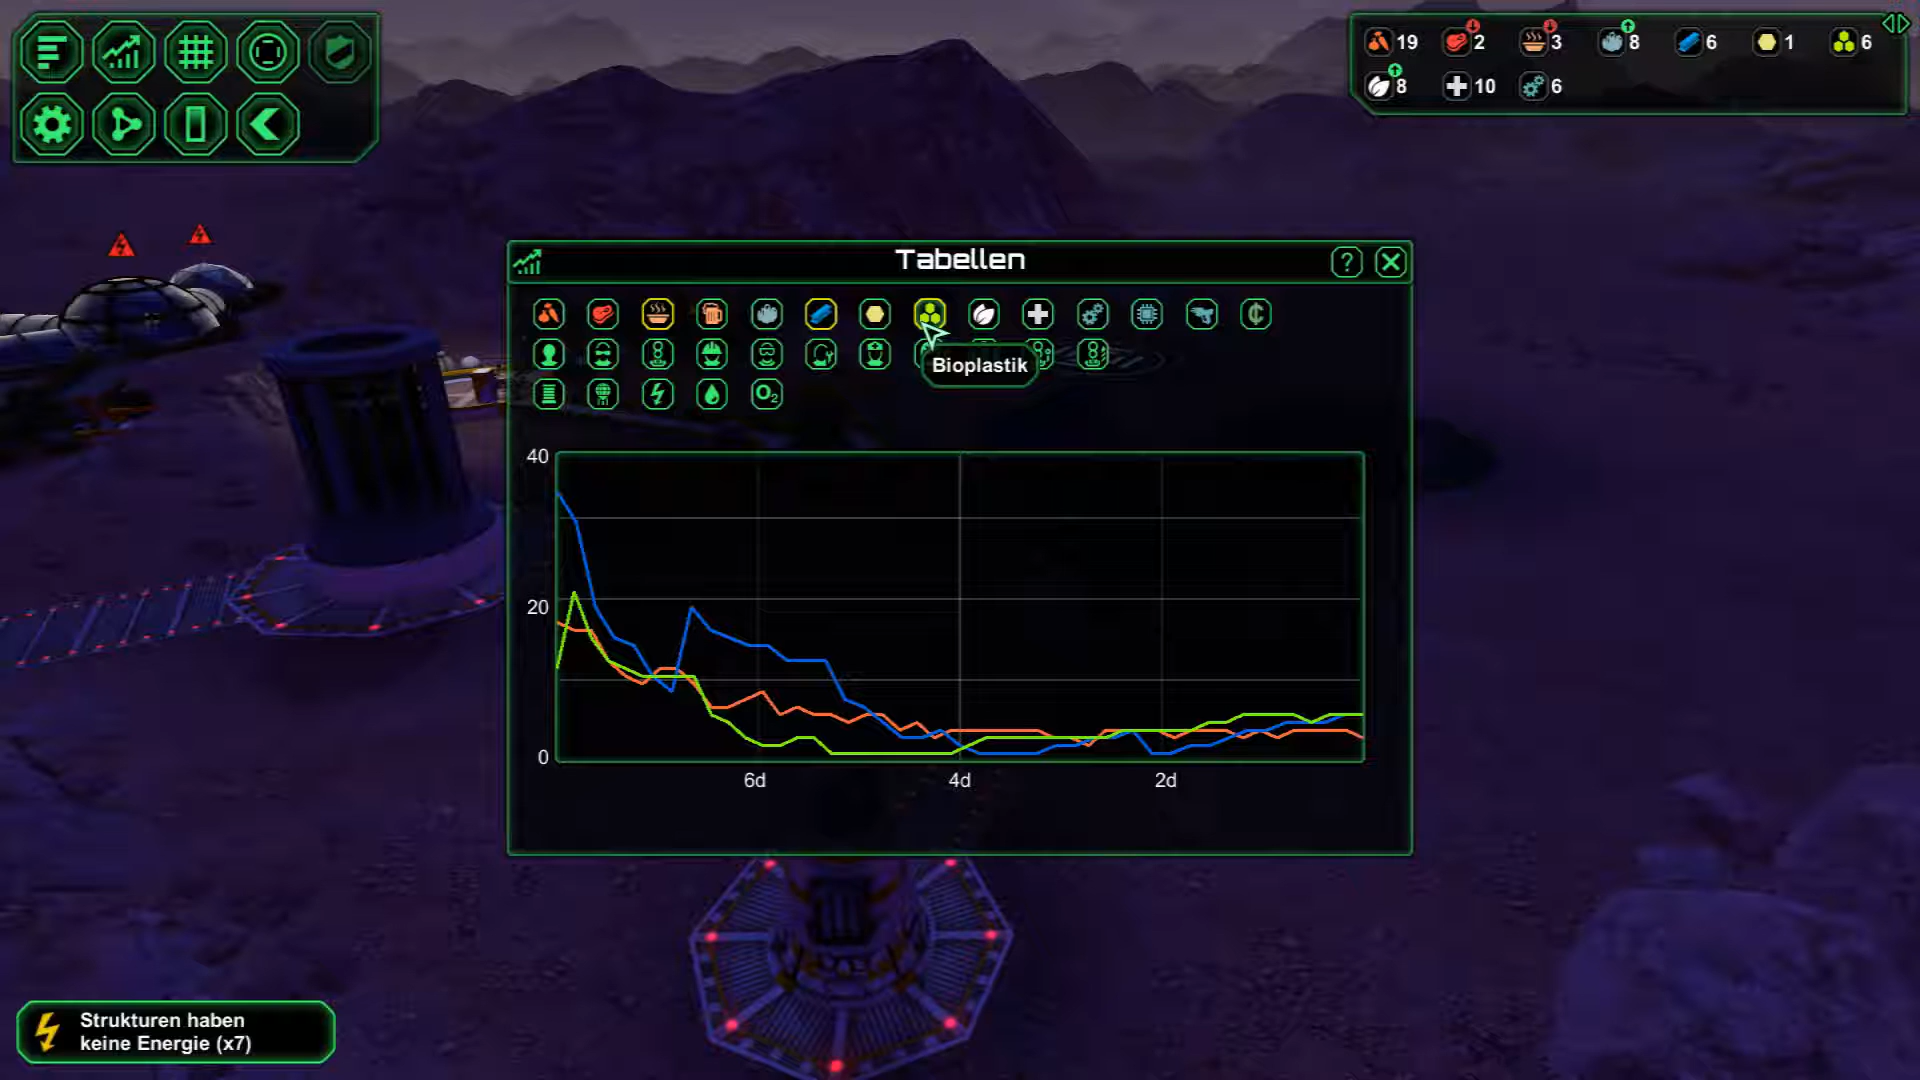 19 2 3 8 6 1 6
8 10 6
Tabellen
?
₵
Bioplastik
O2
40
20
0
6d 4d 2d
Strukturen haben
keine Energie (x7)